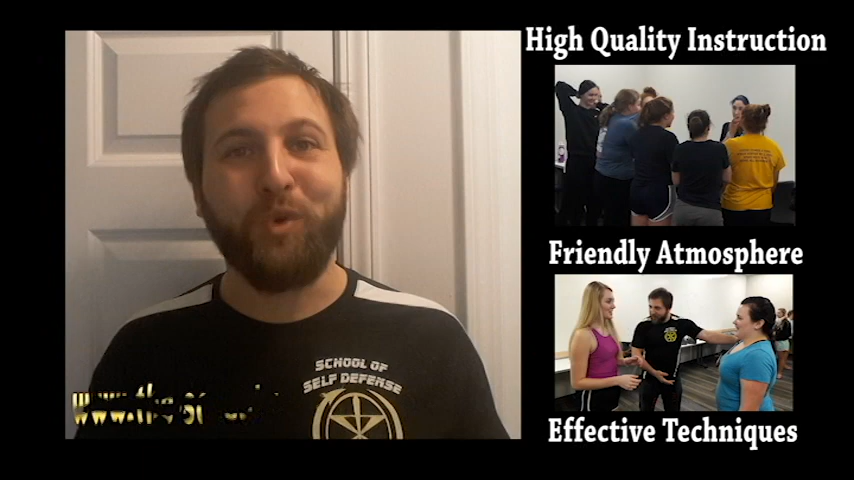 High Quality Instruction
Friendly Atmosphere
SCHOOL OF
SELF DEFENSE
Effective Techniques